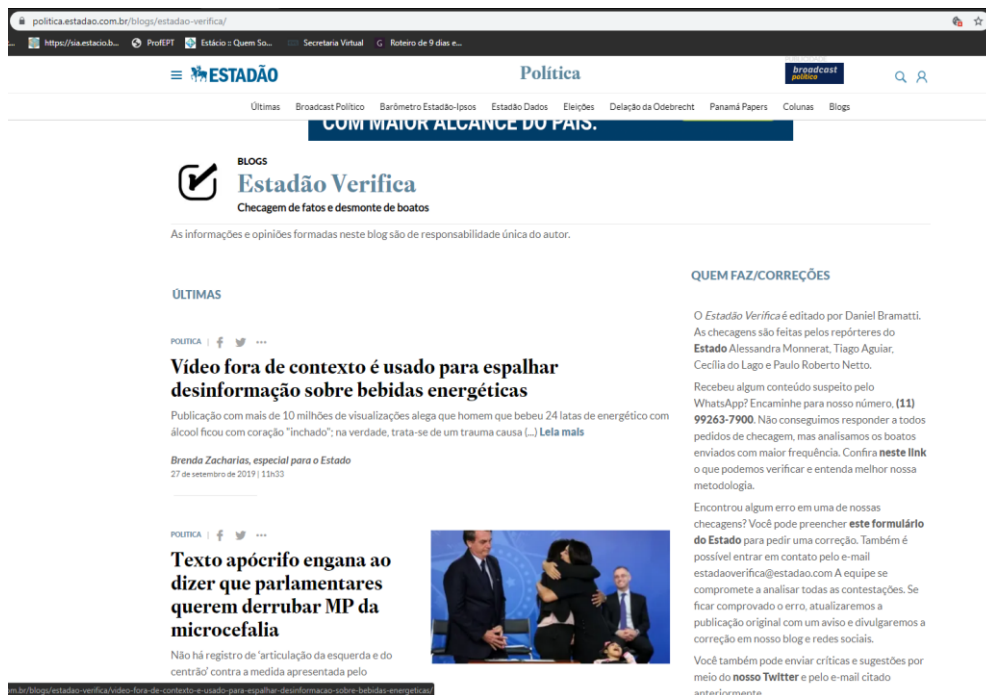 politica.estadao.com.br/blogs/estadao-verifica/
https://sia.estacio.b... ProfEPT Estácio :: Quem So... Secretaria Virtual G Roteiro de 9 dias e...
ESTADÃO
Política
broadcast
político
Últimas Broadcast Político Barômetro Estadão-Ipsos Estadão Dados Eleições Delação da Odebrecht Panamá Papers Colunas Blogs
COM MAIOR ALCANCE DO PAÍS.
BLOGS
Estadão Verifica
Checagem de fatos e desmonte de boatos
As informações e opiniões formadas neste blog são de responsabilidade única do autor.
ÚLTIMAS
POLÍTICA | ...
Vídeo fora de contexto é usado para espalhar
desinformação sobre bebidas energéticas
Publicação com mais de 10 milhões de visualizações alega que homem que bebeu 24 latas de energético com
álcool ficou com coração "inchado"; na verdade, trata-se de um trauma causa (...) Leia mais
Brenda Zacharias, especial para o Estado
27 de setembro de 2019 | 11h33
POLÍTICA | ...
Texto apócrifo engana ao
dizer que parlamentares
querem derrubar MP da
microcefalia
Não há registro de 'articulação da esquerda e do
centrão' contra a medida apresentada pelo
QUEM FAZ/CORREÇÕES
O Estadão Verifica é editado por Daniel Bramatti.
As checagens são feitas pelos repórteres do
Estado Alessandra Monnerat, Tiago Aguiar,
Cecília do Lago e Paulo Roberto Netto.
Recebeu algum conteúdo suspeito pelo
WhatsApp? Encaminhe para nosso número, (11)
99263-7900. Não conseguimos responder a todos
pedidos de checagem, mas analisamos os boatos
enviados com maior frequência. Confira neste link
o que podemos verificar e entenda melhor nossa
metodologia.
Encontrou algum erro em uma de nossas
checagens? Você pode preencher este formulário
do Estado para pedir uma correção. Também é
possível entrar em contato pelo e-mail
estadaoverifica@estadao.com A equipe se
compromete a analisar todas as contestações. Se
ficar comprovado o erro, atualizaremos a
publicação original com um aviso e divulgaremos a
correção em nosso blog e redes sociais.
Você também pode enviar críticas e sugestões por
meio do nosso Twitter e pelo e-mail citado
anteriormente.
om.br/blogs/estadao-verifica/video-fora-de-contexto-e-usado-para-espalhar-desinformacao-sobre-bebidas-energeticas/